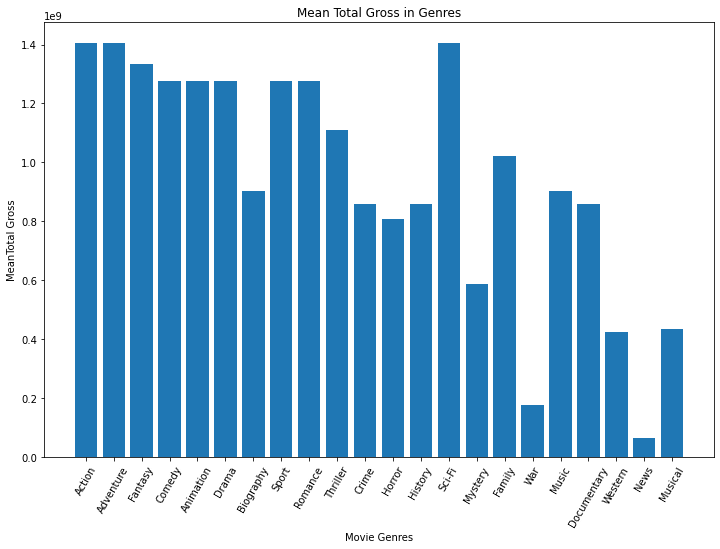 Mean Total Gross in Genres
1e9
1.4
1.2
1.0
0.8
0.6
0.4
0.2
0.0
MeanTotal Gross
Action
Adventure
Fantasy
Comedy
Animation
Drama
Biography
Sport
Romance
Thriller
Crime
Horror
History
Sci-Fi
Mystery
Family
War
Music
Documentary
Western
News
Musical
Movie Genres